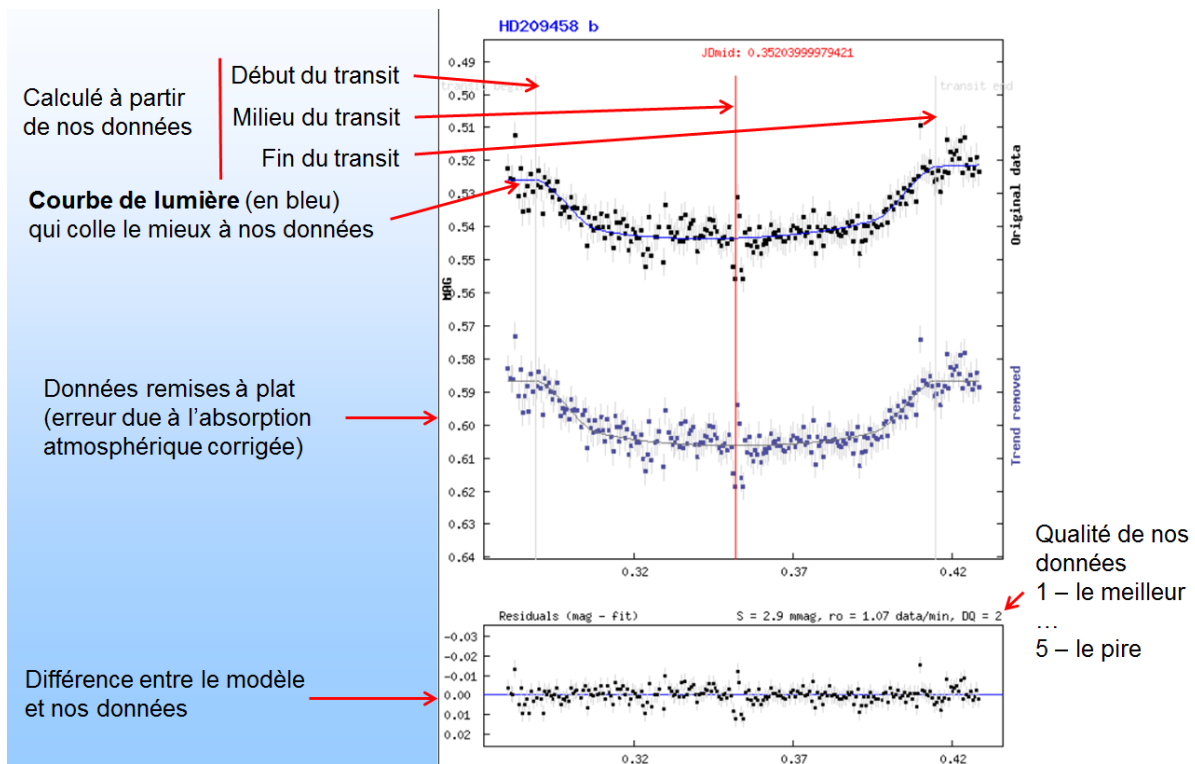 HD209458 b
JDmid: 0.35203999979421
Calculé à partir
de nos données
Début du transit
Milieu du transit
Fin du transit
Courbe de lumière (en bleu)
qui colle le mieux à nos données
Données remises à plat
(erreur due à l'absorption
atmosphérique corrigée)
Différence entre le modèle
et nos données
transit begin
transit end
0.49
0.50
0.51
0.52
0.53
0.54
0.55
0.56
0.57
0.58
0.59
0.60
0.61
0.62
0.63
0.64
MAG
Original data
Trend removed
0.32
0.37
0.42
Residuals (mag - fit)
S = 2.9 mmag, ro = 1.07 data/min, DQ = 2
-0.03
-0.02
-0.01
0.00
0.01
0.02
0.32
0.37
0.42
Qualité de nos
données
1 – le meilleur
…
5 – le pire